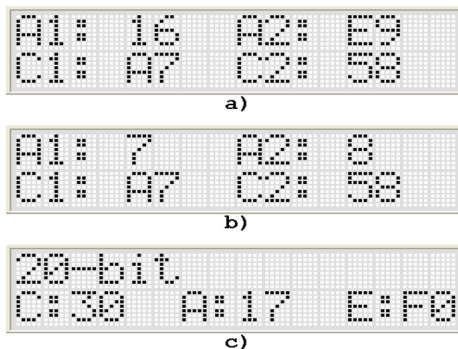 A1: 16 A2: E9
C1: A7 C2: 58
a)
A1: 7 A2: 8
C1: A7 C2: 58
b)
20-bit
C:30 A:17 E:F0
c)